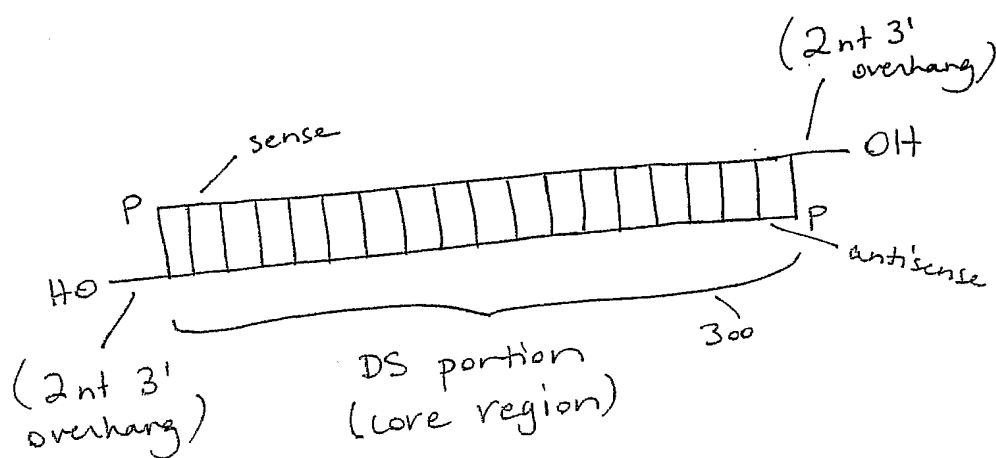 (2nt 3'
overhang)
sense
OH
P
P
antisense
HO
300
DS portion
(core region)
(2nt 3'
overhang)